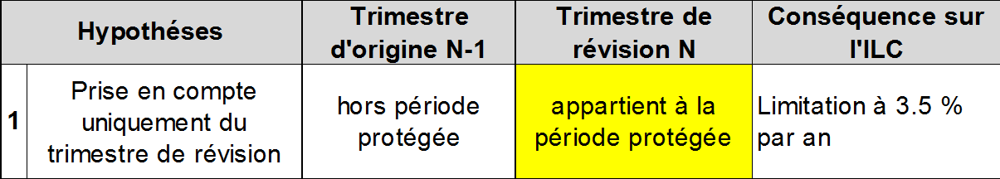 Hypothéses
Trimestre
d'origine N-1
Trimestre de
révision N
Conséquence sur
l'ILC
1
Prise en compte
uniquement du
trimestre de révision
hors période
protégée
appartient à la
période protégée
Limitation à 3.5 %
par an